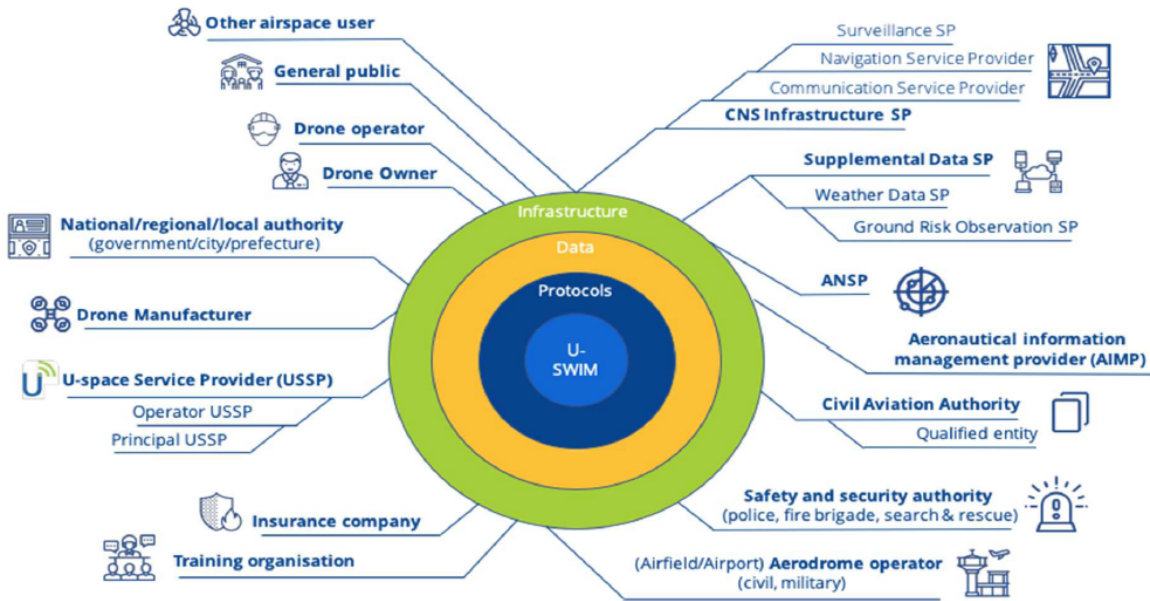 Other airspace user
General public
Drone operator
Drone Owner
National/regional/local authority
(government/city/prefecture)
Drone Manufacturer
U
U-space Service Provider (USSP)
Operator USSP
Principal USSP
Insurance company
Training organisation
Infrastructure
Data
Protocols
U-
SWIM
Surveillance SP
Navigation Service Provider
Communication Service Provider
CNS Infrastructure SP
Supplemental Data SP
Weather Data SP
Ground Risk Observation SP
ANSP
Aeronautical information
management provider (AIMP)
Civil Aviation Authority
Qualified entity
Safety and security authority
(police, fire brigade, search & rescue)
(Airfield/Airport) Aerodrome operator
(civil, military)